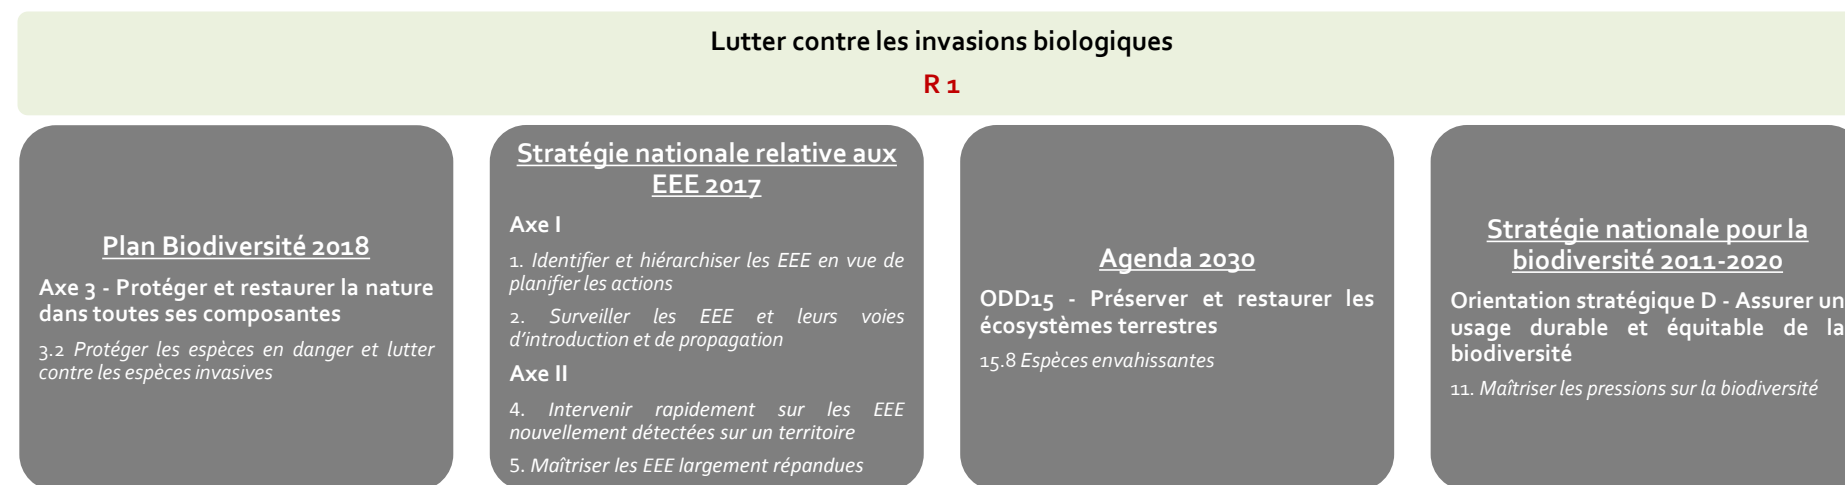 Lutter contre les invasions biologiques
R 1
Plan Biodiversité 2018
Axe 3 - Protéger et restaurer la nature
dans toutes ses composantes
3.2 Protéger les espèces en danger et lutter
contre les espèces invasives
Stratégie nationale relative aux
EEE 2017
Axe I
1. Identifier et hiérarchiser les EEE en vue de
planifier les actions
2. Surveiller les EEE et leurs voies
d'introduction et de propagation
Axe II
4. Intervenir rapidement sur les EEE
nouvellement détectées sur un territoire
5. Maîtriser les EEE largement répandues
Agenda 2030
ODD15 - Préserver et restaurer les
écosystèmes terrestres
15.8 Espèces envahissantes
Stratégie nationale pour la
biodiversité 2011-2020
Orientation stratégique D - Assurer un
usage durable et équitable de la
biodiversité
11. Maîtriser les pressions sur la biodiversité